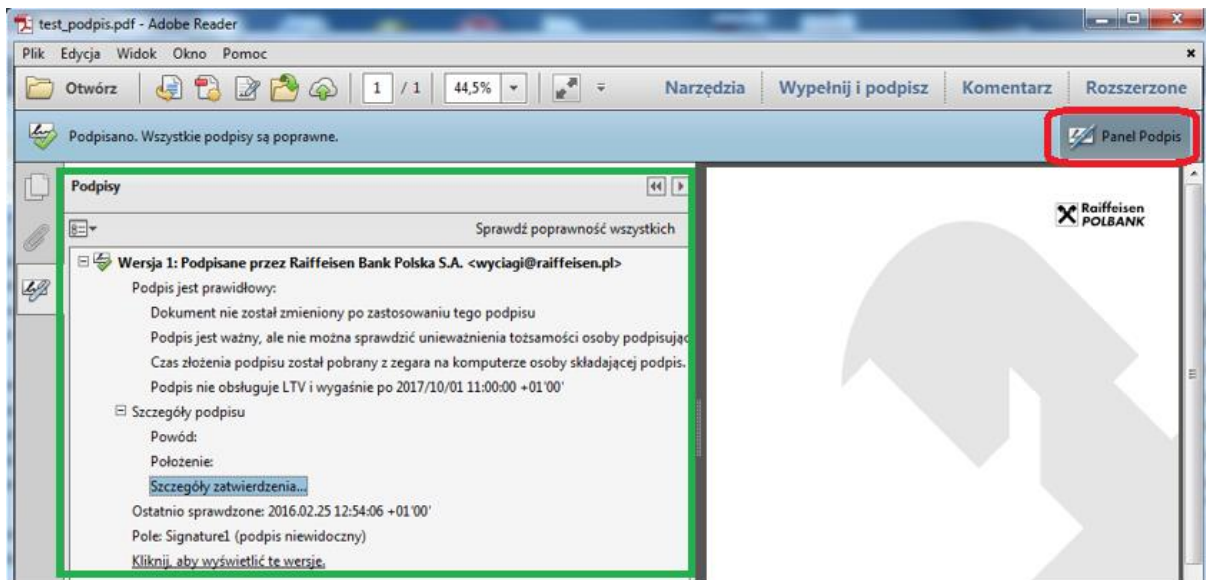 test_podpis.pdf - Adobe Reader
Plik Edycja Widok Okno Pomoc
Otwórz 1 / 1 44,5% Narzędzia Wypełnij i podpisz Komentarz Rozszerzone
Podpisano. Wszystkie podpisy są poprawne. Panel Podpis
Podpisy
Sprawdź poprawność wszystkich
Raiffeisen
POLBANK
Wersja 1: Podpisane przez Raiffeisen Bank Polska S.A. <wyciagi@raiffeisen.pl>
Podpis jest prawidłowy:
Dokument nie został zmieniony po zastosowaniu tego podpisu
Podpis jest ważny, ale nie można sprawdzić unieważnienia tożsamości osoby podpisując
Czas złożenia podpisu został pobrany z zegara na komputerze osoby składającej podpis.
Podpis nie obsługuje LTV i wygaśnie po 2017/10/01 11:00:00 +01'00'
Szczegóły podpisu
Powód:
Położenie:
Szczegóły zatwierdzenia...
Ostatnio sprawdzone: 2016.02.25 12:54:06 +01'00'
Pole: Signature1 (podpis niewidoczny)
Kliknij, aby wyświetlić te wersje.